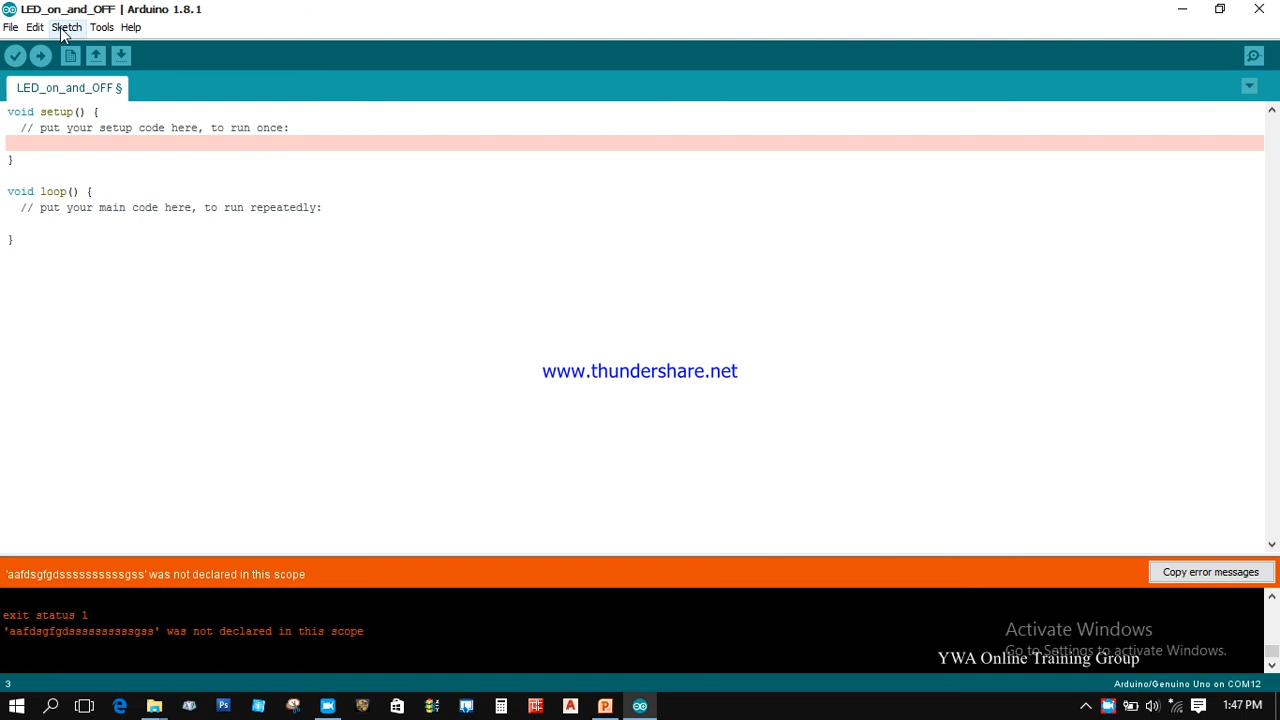 LED_on_and_OFF | Arduino 1.8.1
File Edit Sketch Tools Help
LED_on_and_OFF §
void setup() {
// put your setup code here, to run once:
}
void loop() {
// put your main code here, to run repeatedly:
}
www.thundershare.net
'aafdsgfgdssssssssssgss' was not declared in this scope
Copy error messages
exit status 1
'aafdsgfgdssssssssssgss' was not declared in this scope
Activate Windows
Go to Settings to activate Windows.
YWA Online Training Group
3
Arduino/Genuino Uno on COM12
1:47 PM